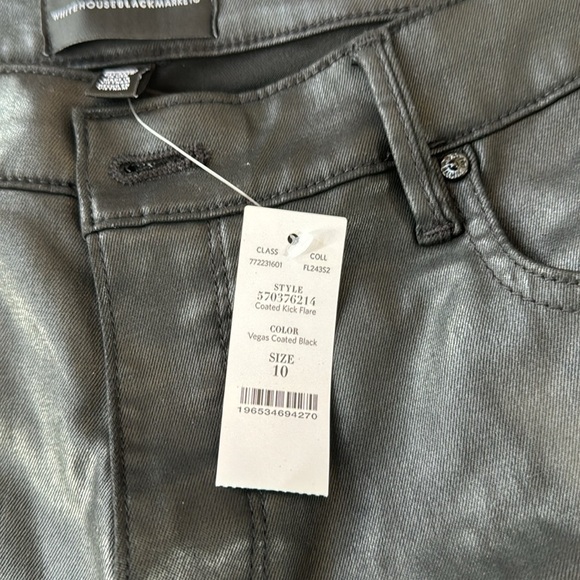 WHITEHOUSEBLACKMARKET
CLASS COLL
772231601 FL24352
STYLE
570376214
Coated Kick Flare
COLOR
Vegas Coated Black
SIZE
10
196534694270